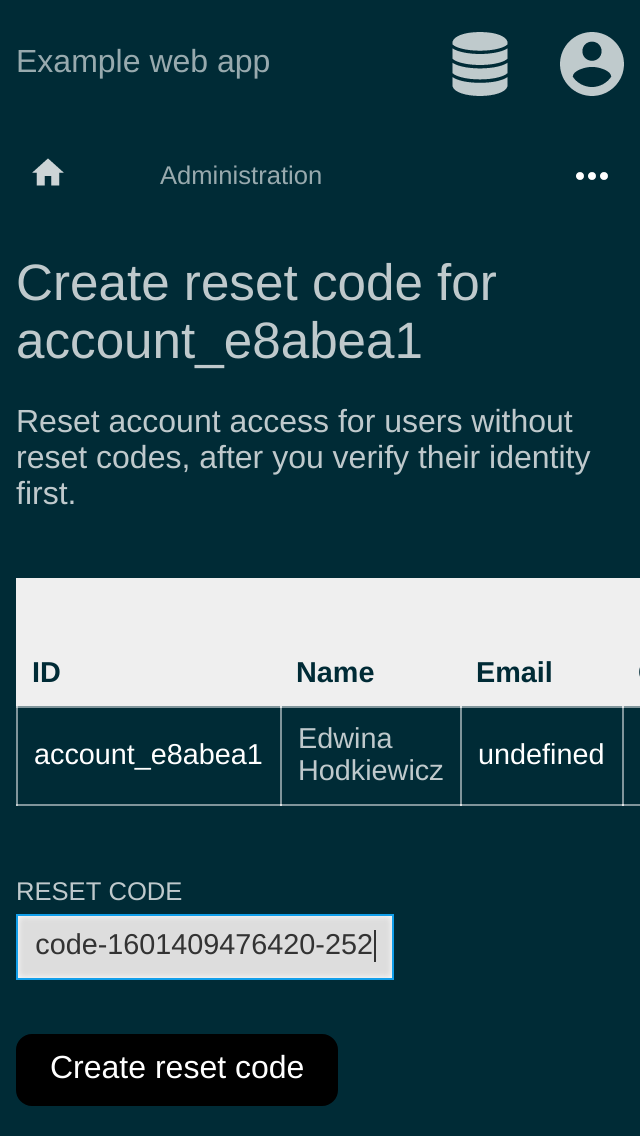 Example web app
Administration
Create reset code for
account_e8abea1
Reset account access for users without
reset codes, after you verify their identity
first.
ID Name Email
account_e8abea1 Edwina Hodkiewicz undefined
RESET CODE
code-1601409476420-252
Create reset code